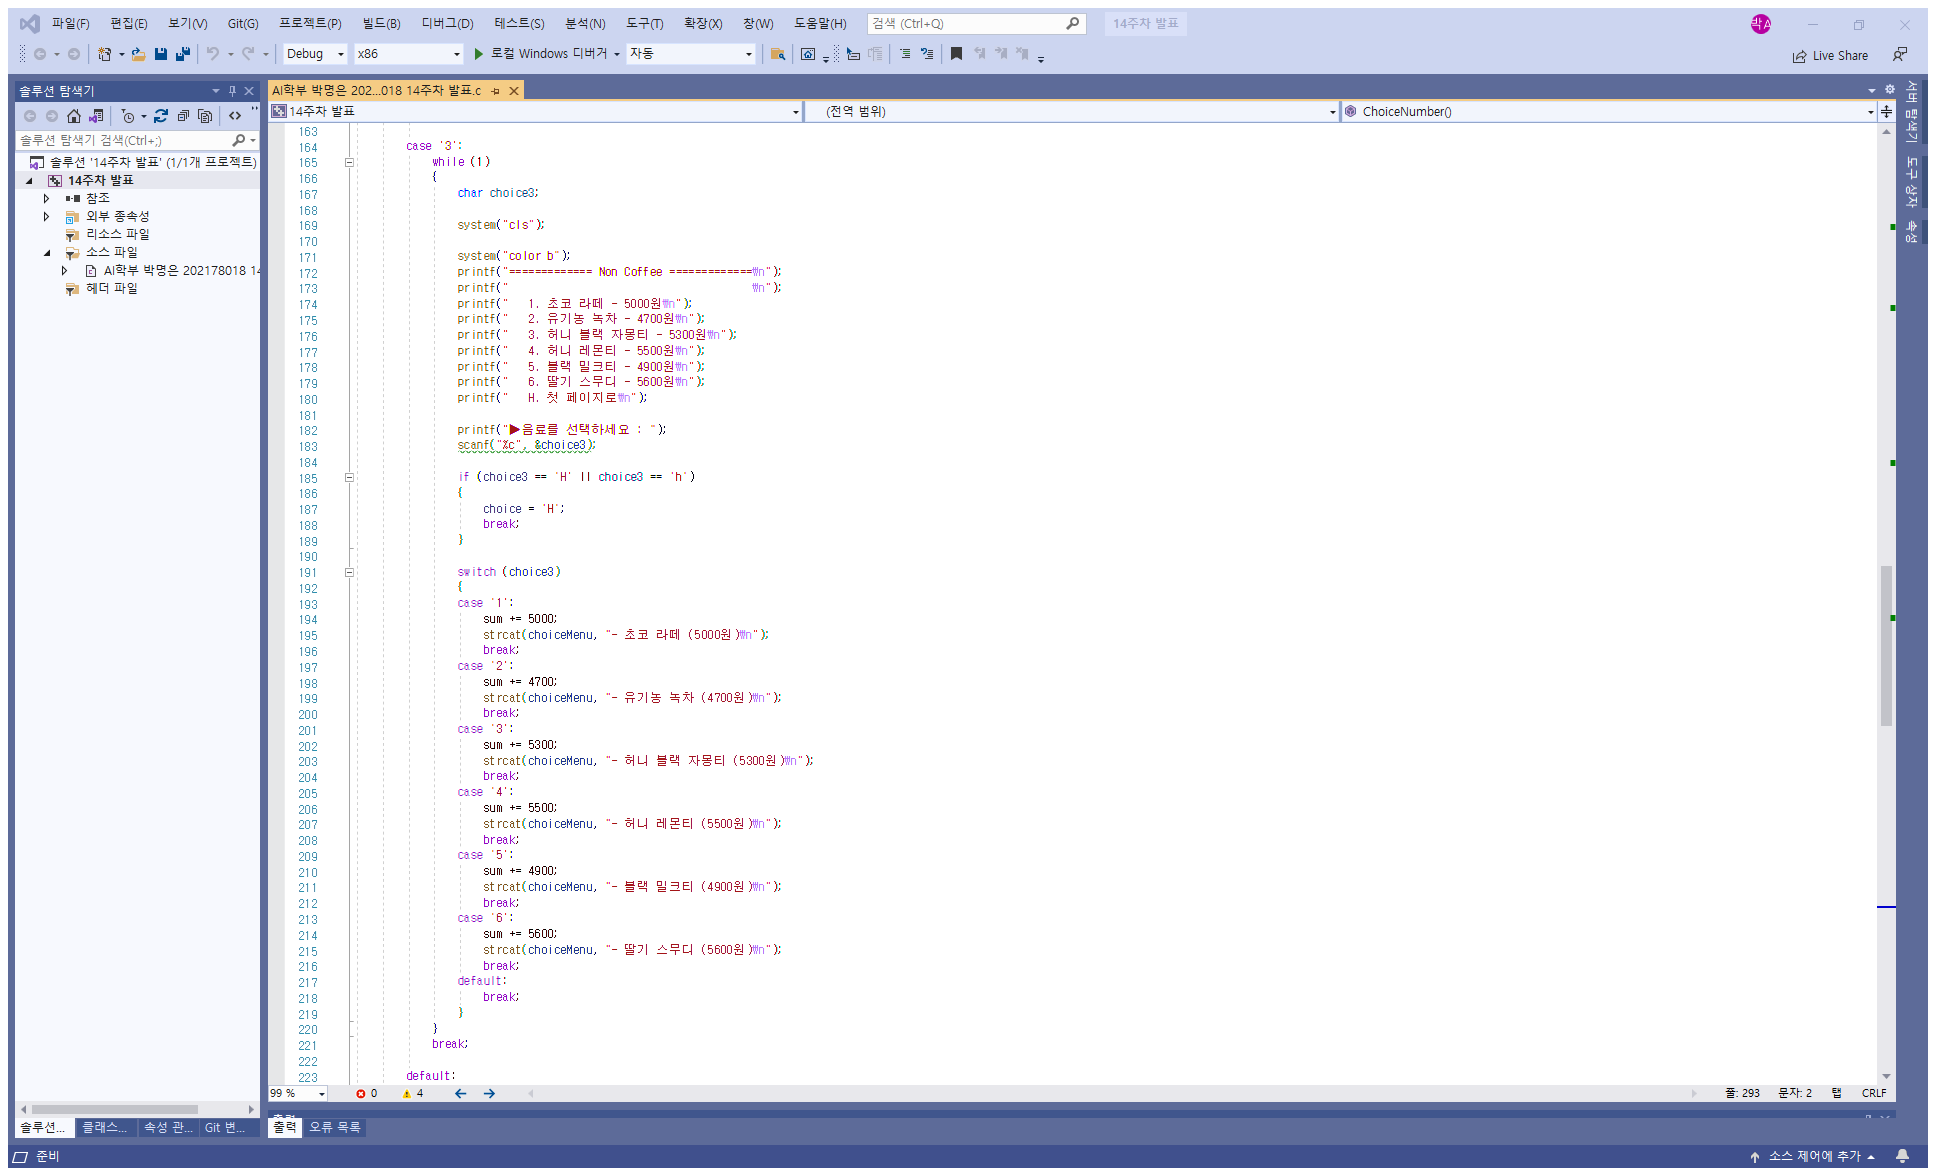 파일(F) 편집(E) 보기(V) Git(G) 프로젝트(P) 빌드(B) 디버그(D) 테스트(S) 분석(N) 도구(T) 확장(X) 창(W) 도움말(H) 검색 (Ctrl+Q) 14주차 발표 박A
Debug x86 로컬 Windows 디버거 자동 Live Share
솔루션 탐색기
솔루션 탐색기 검색(Ctrl+;)
솔루션 '14주차 발표' (1/1개 프로젝트)
14주차 발표
참조
외부 종속성
리소스 파일
소스 파일
AI학부 박명은 202178018 14
헤더 파일
솔루션... 클래스... 속성 관... Git 변...
AI학부 박명은 202...018 14주차 발표.c
14주차 발표 (전역 범위) ChoiceNumber()
163
164 case '3':
165 while (1)
166 {
167 char choice3;
168
169 system("cls");
170
171 system("color b");
172 printf("============= Non Coffee =============₩n");
173 printf(" ₩n");
174 printf(" 1. 초코 라떼 - 5000원₩n");
175 printf(" 2. 유기농 녹차 - 4700원₩n");
176 printf(" 3. 허니 블랙 자몽티 - 5300원₩n");
177 printf(" 4. 허니 레몬티 - 5500원₩n");
178 printf(" 5. 블랙 밀크티 - 4900원₩n");
179 printf(" 6. 딸기 스무디 - 5600원₩n");
180 printf(" H. 첫 페이지로₩n");
181
182 printf("▶음료를 선택하세요 : ");
183 scanf("%c", &choice3);
184
185 if (choice3 == 'H' || choice3 == 'h')
186 {
187 choice = 'H';
188 break;
189 }
190
191 switch (choice3)
192 {
193 case '1':
194 sum += 5000;
195 strcat(choiceMenu, "- 초코 라떼 (5000원)₩n");
196 break;
197 case '2':
198 sum += 4700;
199 strcat(choiceMenu, "- 유기농 녹차 (4700원)₩n");
200 break;
201 case '3':
202 sum += 5300;
203 strcat(choiceMenu, "- 허니 블랙 자몽티 (5300원)₩n");
204 break;
205 case '4':
206 sum += 5500;
207 strcat(choiceMenu, "- 허니 레몬티 (5500원)₩n");
208 break;
209 case '5':
210 sum += 4900;
211 strcat(choiceMenu, "- 블랙 밀크티 (4900원)₩n");
212 break;
213 case '6':
214 sum += 5600;
215 strcat(choiceMenu, "- 딸기 스무디 (5600원)₩n");
216 break;
217 default:
218 break;
219 }
220 }
221 break;
222
223 default:
99 % 0 4 줄: 293 문자: 2 탭 CRLF
출력
출력 오류 목록
서버 탐색기
도구 상자
속성
준비 소스 제어에 추가